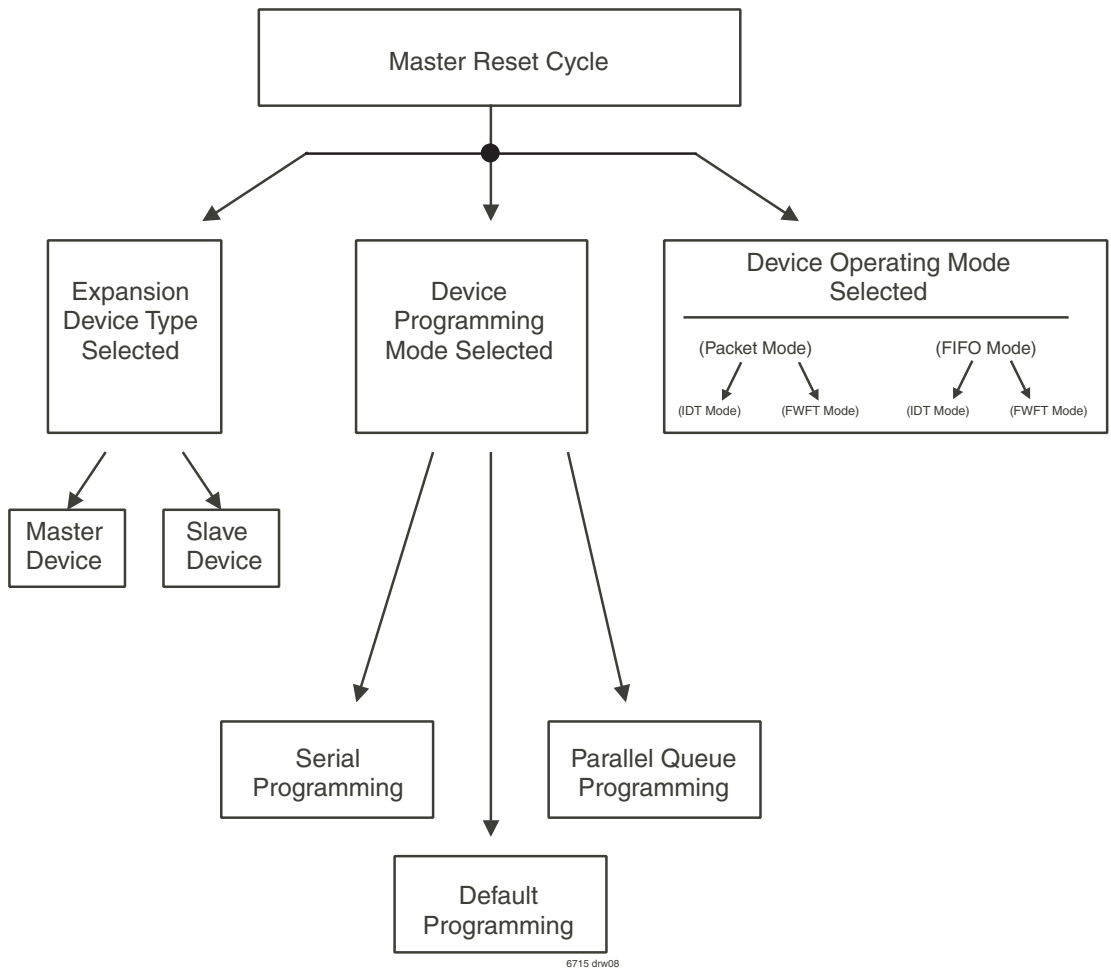 Master Reset Cycle
Expansion
Device Type
Selected
Device
Programming
Mode Selected
Device Operating Mode
Selected
(Packet Mode)
(FIFO Mode)
(IDT Mode)
(FWFT Mode)
(IDT Mode)
(FWFT Mode)
Master
Device
Slave
Device
Serial
Programming
Parallel Queue
Programming
Default
Programming
6715 drw08